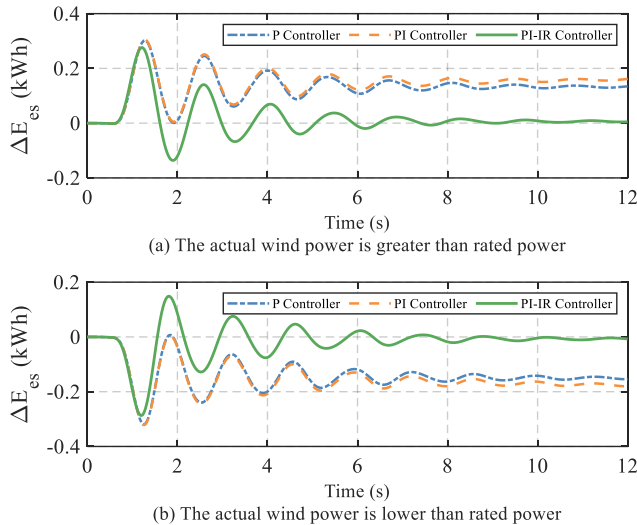 0.4
0.2
0
-0.2
ΔE_es (kWh)
P Controller PI Controller PI-IR Controller
0 2 4 6 8 10 12
Time (s)
(a) The actual wind power is greater than rated power
0.2
0
-0.2
-0.4
ΔE_es (kWh)
P Controller PI Controller PI-IR Controller
0 2 4 6 8 10 12
Time (s)
(b) The actual wind power is lower than rated power